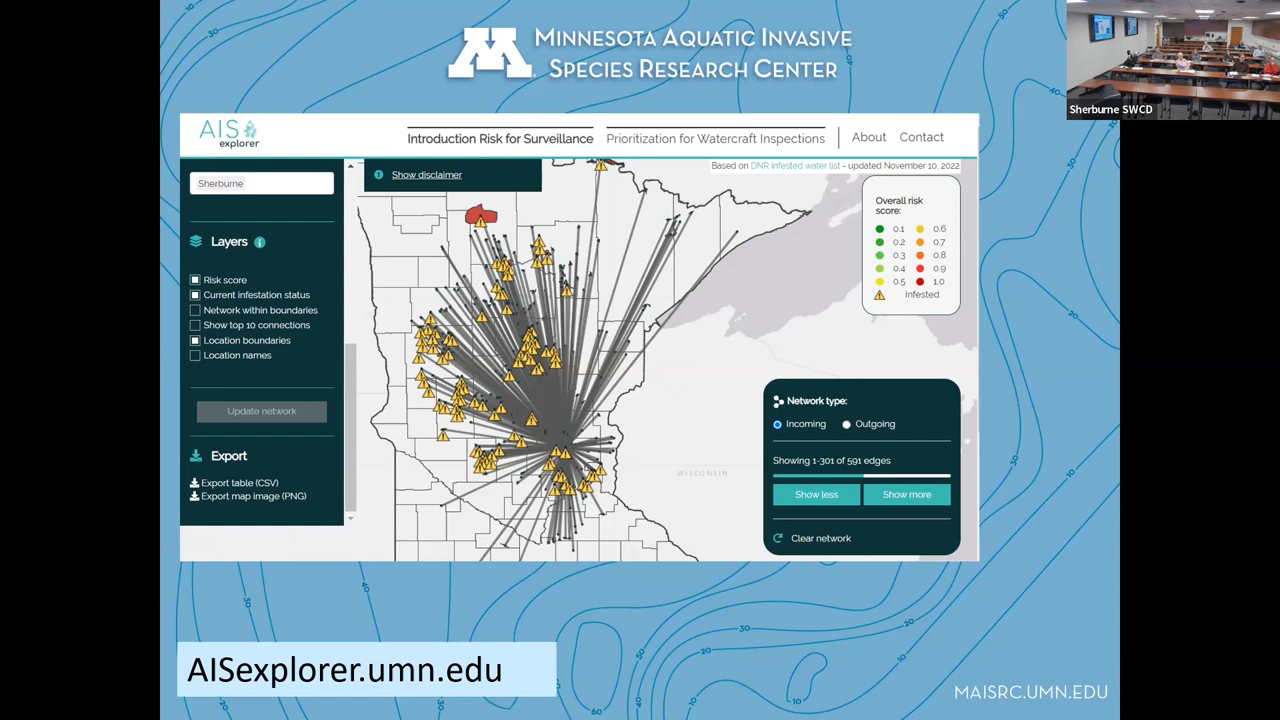 MINNESOTA AQUATIC INVASIVE
SPECIES RESEARCH CENTER
Sherburne SWCD
AIS
explorer
Introduction Risk for Surveillance
Prioritization for Watercraft Inspections
About
Contact
Sherburne
Show disclaimer
Based on DNR Infested water list - updated November 10, 2022
Overall risk
score:
0.1 0.6
0.2 0.7
0.3 0.8
0.4 0.9
0.5 1.0
Infested
Layers
Risk score
Current infestation status
Network within boundaries
Show top 10 connections
Location boundaries
Location names
Update network
Export
Export table (CSV)
Export map image (PNG)
WISCONSIN
Network type:
Incoming Outgoing
Showing 1-301 of 591 edges
Show less Show more
Clear network
AISexplorer.umn.edu
MAISRC.UMN.EDU